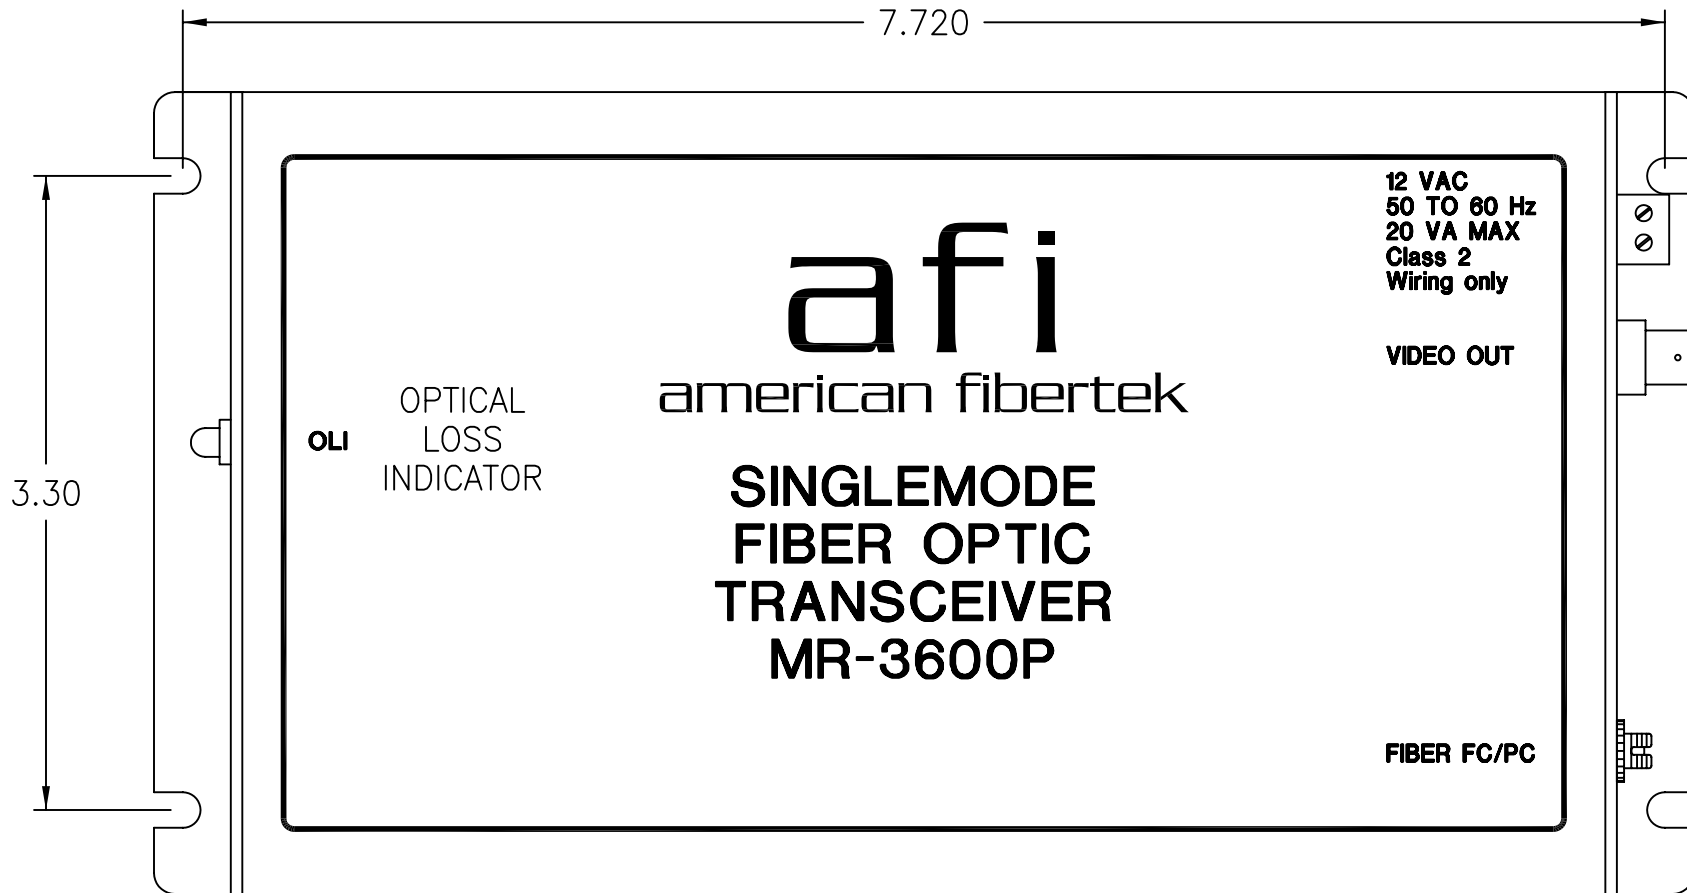 7.720
12 VAC
50 TO 60 Hz
20 VA MAX
Class 2
Wiring only
afi
american fibertek
VIDEO OUT
OLI
OPTICAL
LOSS
INDICATOR
3.30
SINGLEMODE
FIBER OPTIC
TRANSCEIVER
MR-3600P
FIBER FC/PC